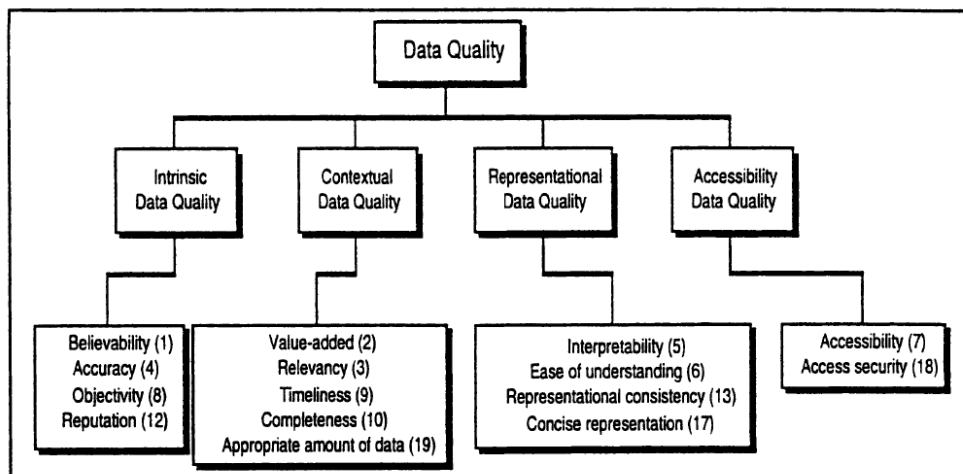 Data Quality
Intrinsic
Data Quality
Contextual
Data Quality
Representational
Data Quality
Accessibility
Data Quality
Believability (1)
Accuracy (4)
Objectivity (8)
Reputation (12)
Value-added (2)
Relevancy (3)
Timeliness (9)
Completeness (10)
Appropriate amount of data (19)
Interpretability (5)
Ease of understanding (6)
Representational consistency (13)
Concise representation (17)
Accessibility (7)
Access security (18)